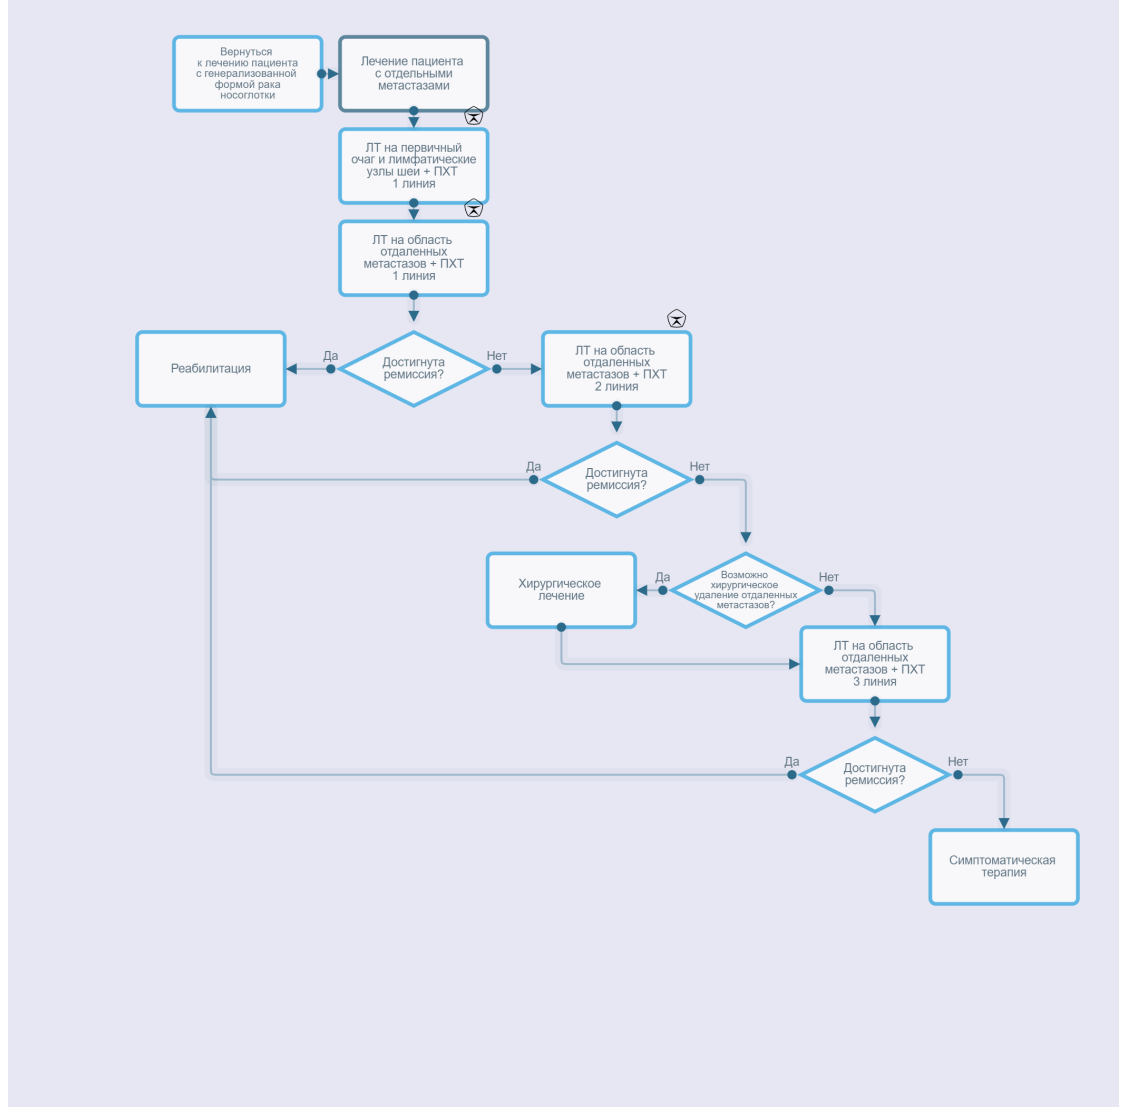 Вернуться
к лечению пациента
с генерализованной
формой рака
носоглотки
Лечение пациента
с отдельными
метастазами
ЛТ на первичный
очаг и лимфатические
узлы шеи + ПХТ
1 линия
ЛТ на область
отдаленных
метастазов + ПХТ
1 линия
Реабилитация
Да
Достигнута
ремиссия?
Нет
ЛТ на область
отдаленных
метастазов + ПХТ
2 линия
Да
Достигнута
ремиссия?
Нет
Хирургическое
лечение
Да
Возможно
хирургическое
удаление отдаленных
метастазов?
Нет
ЛТ на область
отдаленных
метастазов + ПХТ
3 линия
Да
Достигнута
ремиссия?
Нет
Симптоматическая
терапия